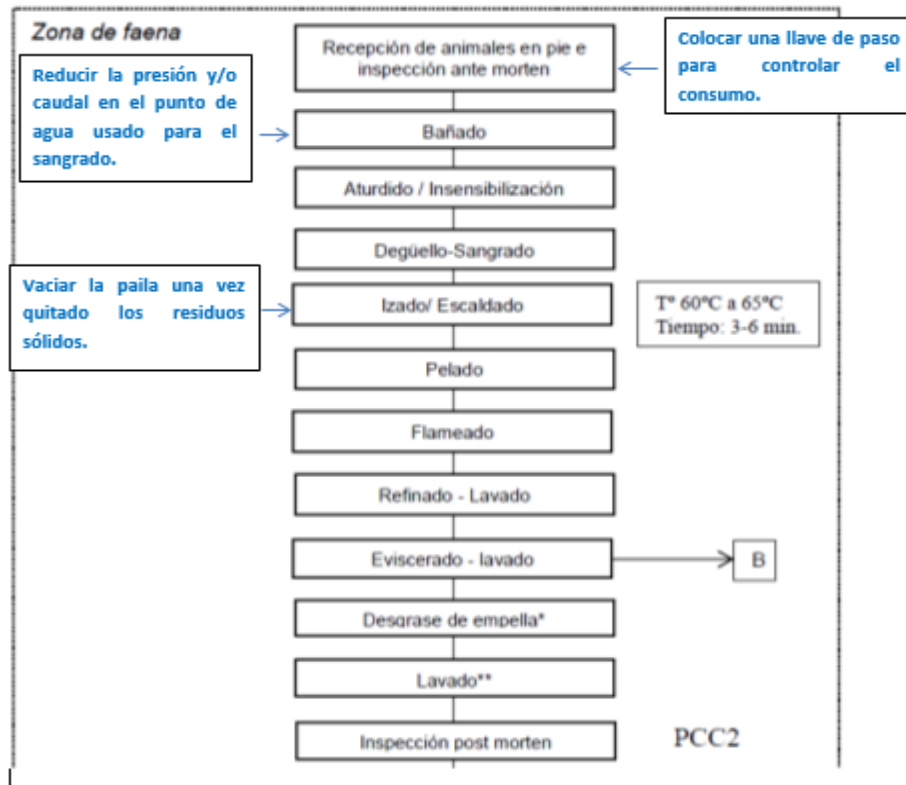 Zona de faena
Recepción de animales en pie e
inspección ante morten
Colocar una llave de paso
para controlar el
consumo.
Reducir la presión y/o
caudal en el punto de
agua usado para el
sangrado.
Bañado
Aturdido / Insensibilización
Degüello-Sangrado
Vaciar la paila una vez
quitado los residuos
sólidos.
Izado/ Escaldado
Tº 60ºC a 65ºC
Tiempo: 3-6 min.
Pelado
Flameado
Refinado - Lavado
Eviscerado - lavado
B
Desgrase de empella*
Lavado**
Inspección post morten
PCC2